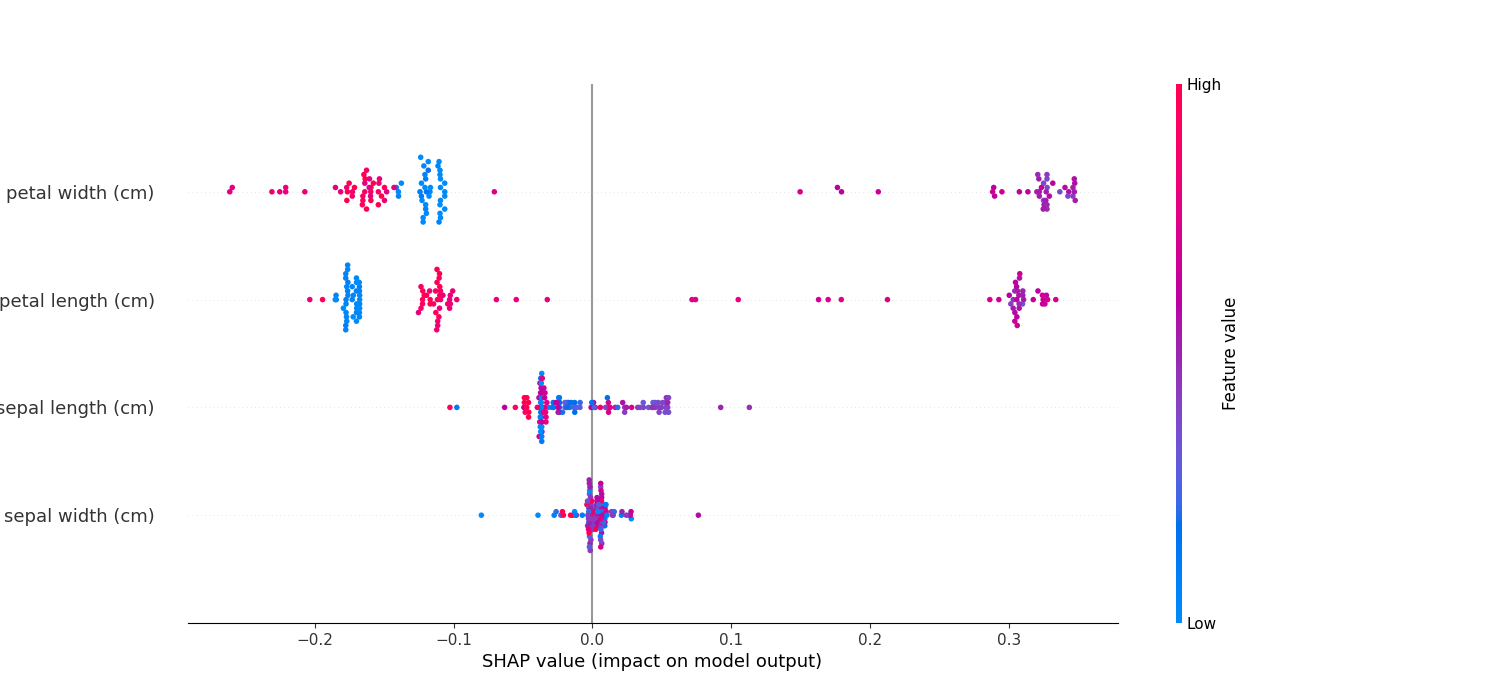 High
petal width (cm)
petal length (cm)
sepal length (cm)
sepal width (cm)
Feature value
Low
−0.2
−0.1
0.0
0.1
0.2
0.3
SHAP value (impact on model output)